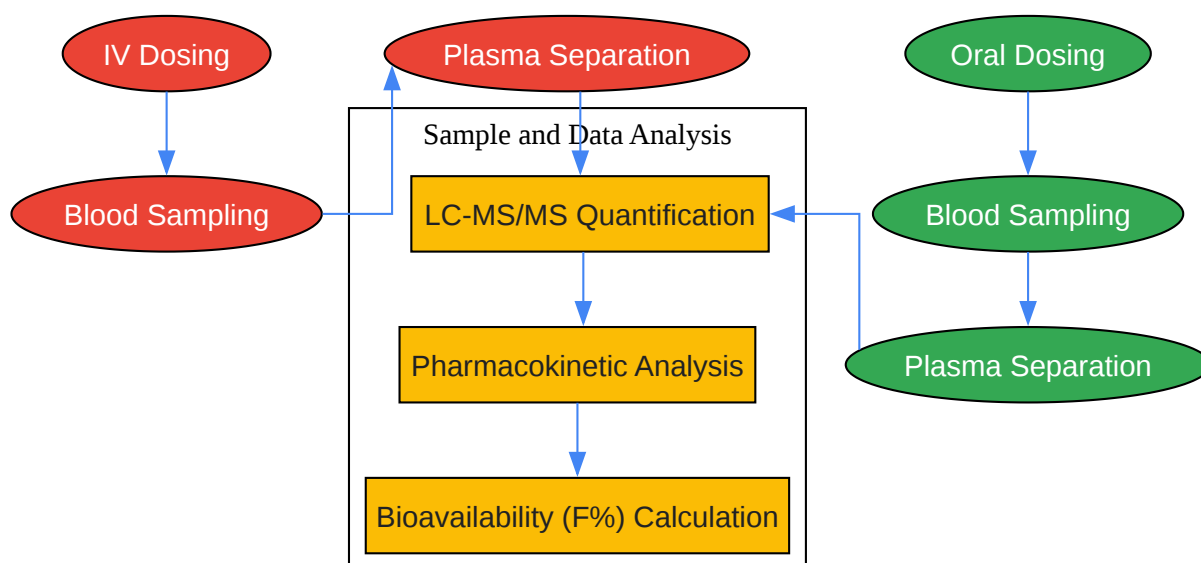 IV Dosing
Plasma Separation
Oral Dosing
Sample and Data Analysis
Blood Sampling
LC-MS/MS Quantification
Blood Sampling
Pharmacokinetic Analysis
Plasma Separation
Bioavailability (F%) Calculation